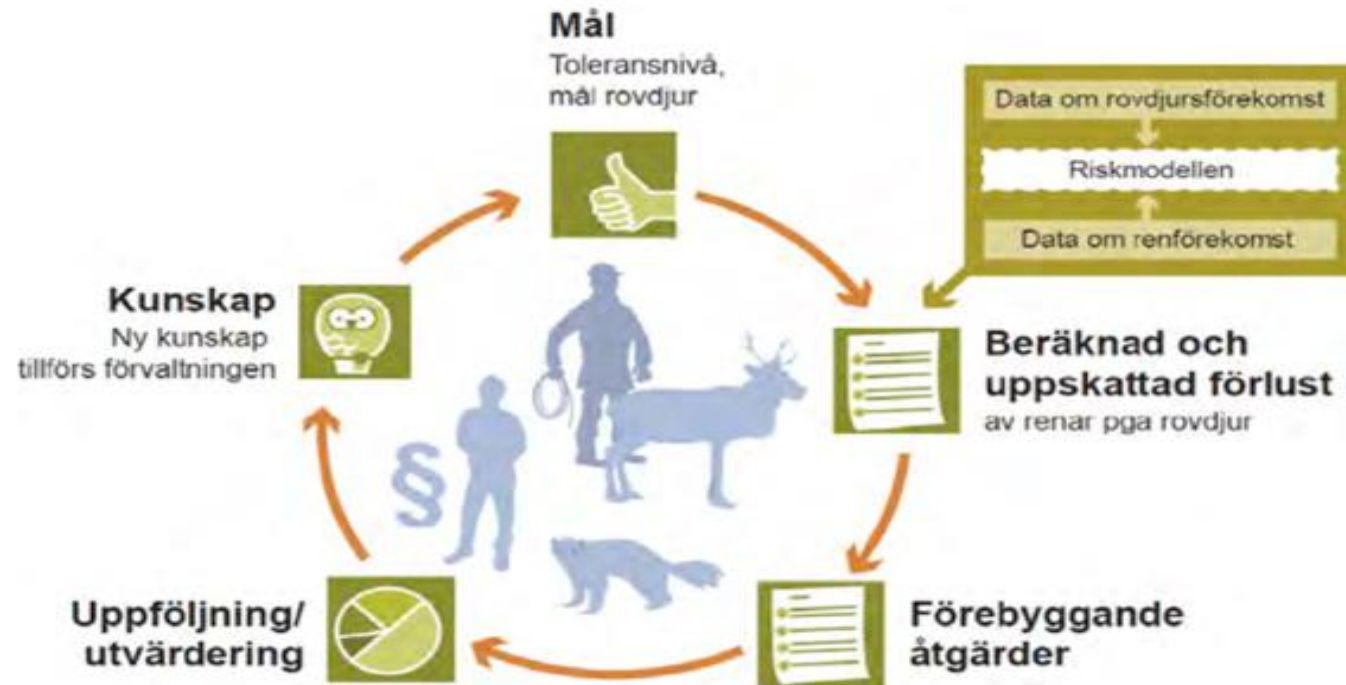 Mål
Toleransnivå,
mål rovdjur
Data om rovdjursförekomst
Riskmodellen
Data om renförekomst
Beräknad och
uppskattad förlust
av renar pga rovdjur
Förebyggande
åtgärder
Uppföljning/
utvärdering
§
Kunskap
Ny kunskap
tillförs förvaltningen